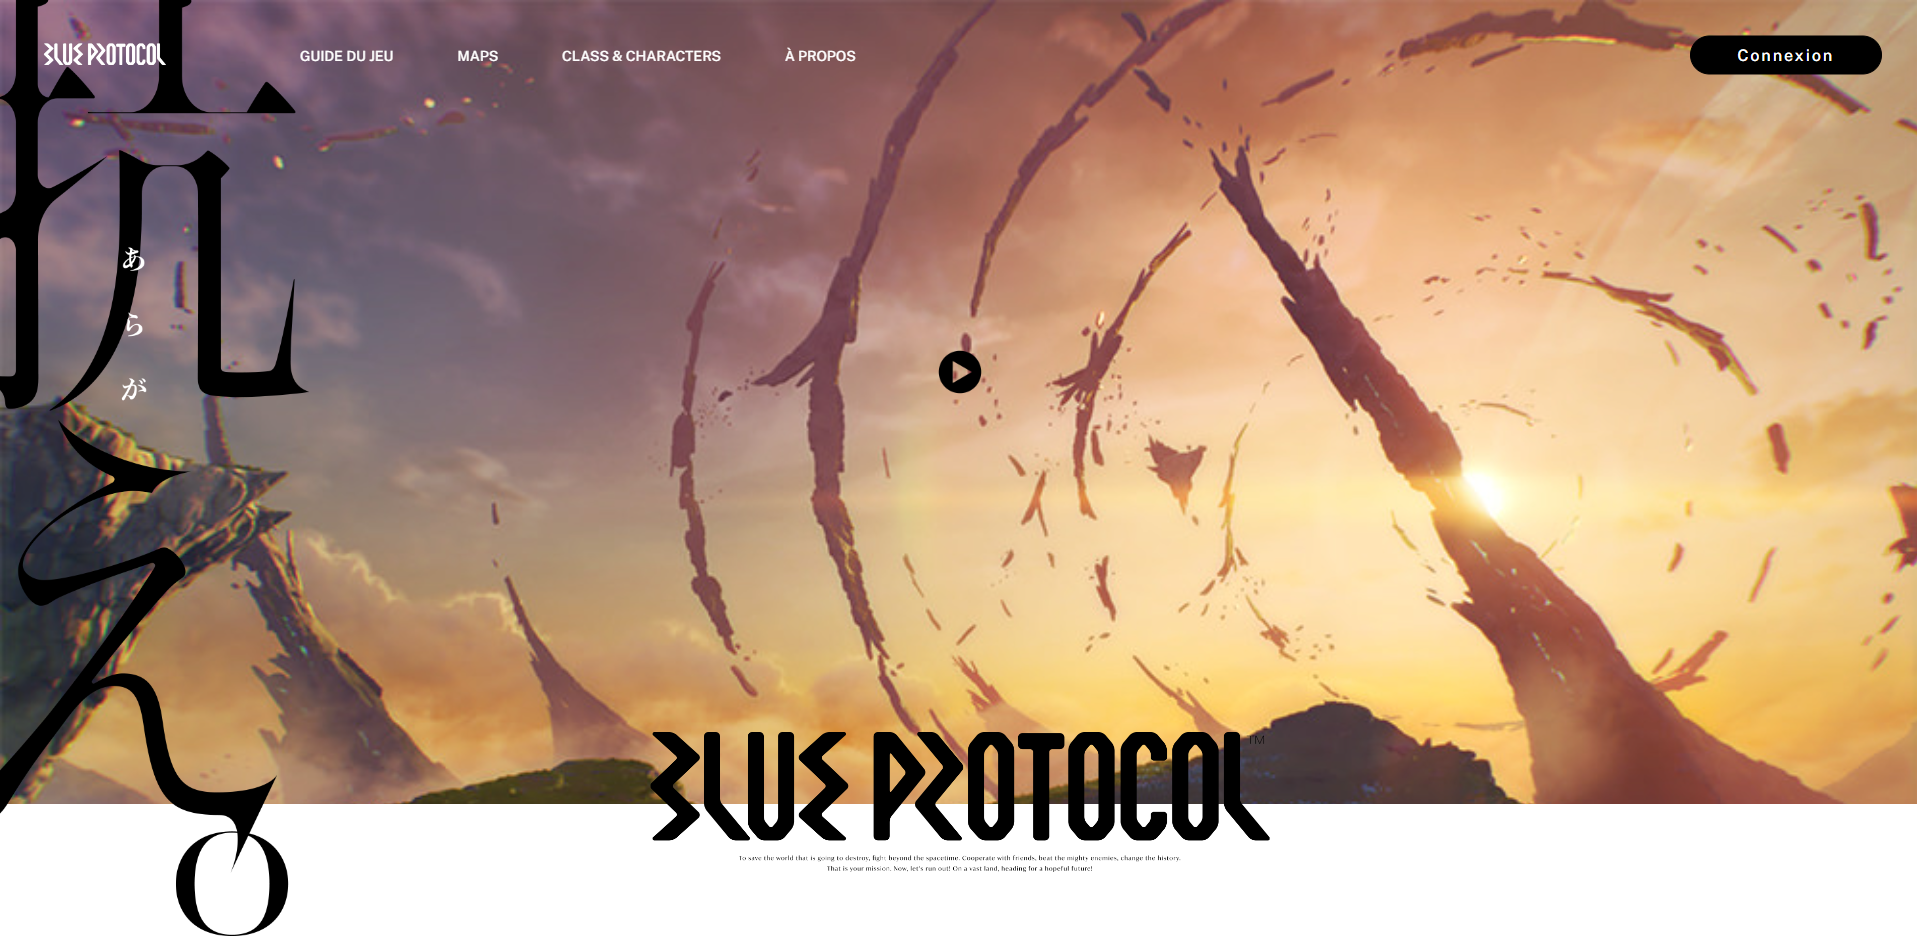 BLUE PROTOCOL
GUIDE DU JEU
MAPS
CLASS & CHARACTERS
À PROPOS
Connexion
抗え。
あらが
BLUE PROTOCOL™
To save the world that is going to destroy, fight beyond the spacetime. Cooperate with friends, beat the mighty enemies, change the history.
That is your mission. Now, let's run out! On a vast land, heading for a hopeful future!